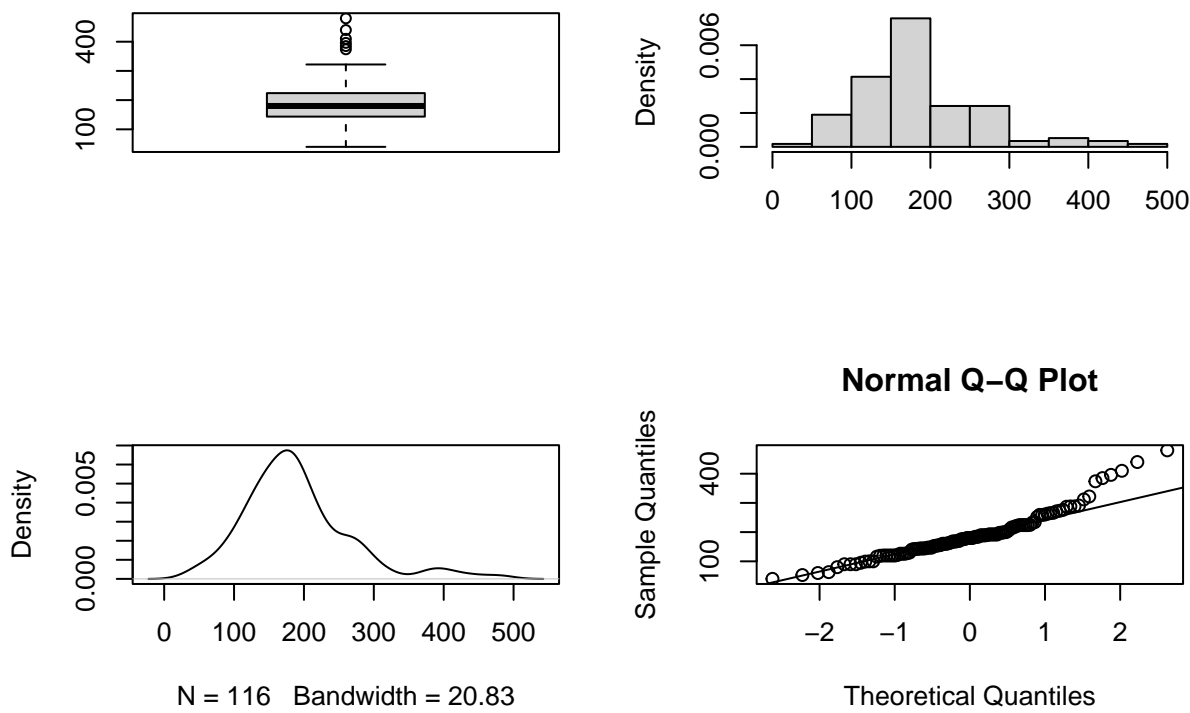 400
100
Density
0.006
0.000
0 100 200 300 400 500
Density
0.005
0.000
0 100 200 300 400 500
N = 116 Bandwidth = 20.83
Normal Q−Q Plot
Sample Quantiles
400
100
−2 −1 0 1 2
Theoretical Quantiles